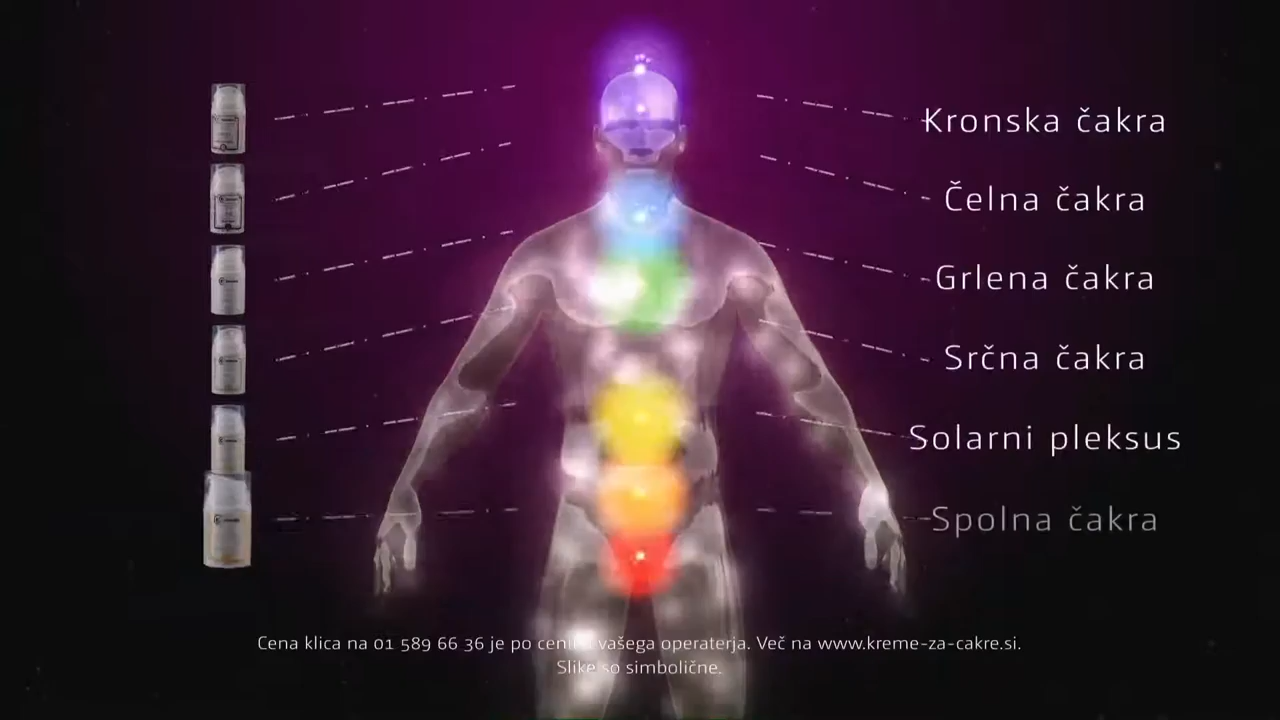 Kronska čakra
Čelna čakra
Grlena čakra
Srčna čakra
Solarni pleksus
Spolna čakra
Cena klica na 01 589 66 36 je po ceniku vašega operaterja. Več na www.kreme-za-cakre.si.
Slike so simbolične.